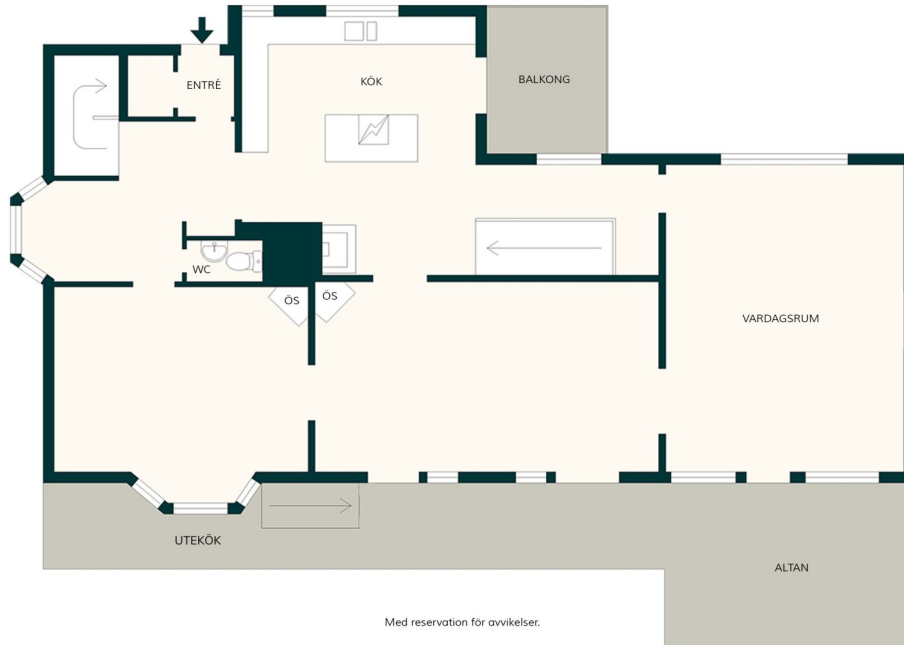 ENTRÉ
KÖK
BALKONG
WC
ÖS
ÖS
VARDAGSRUM
UTEKÖK
ALTAN
Med reservation för avvikelser.